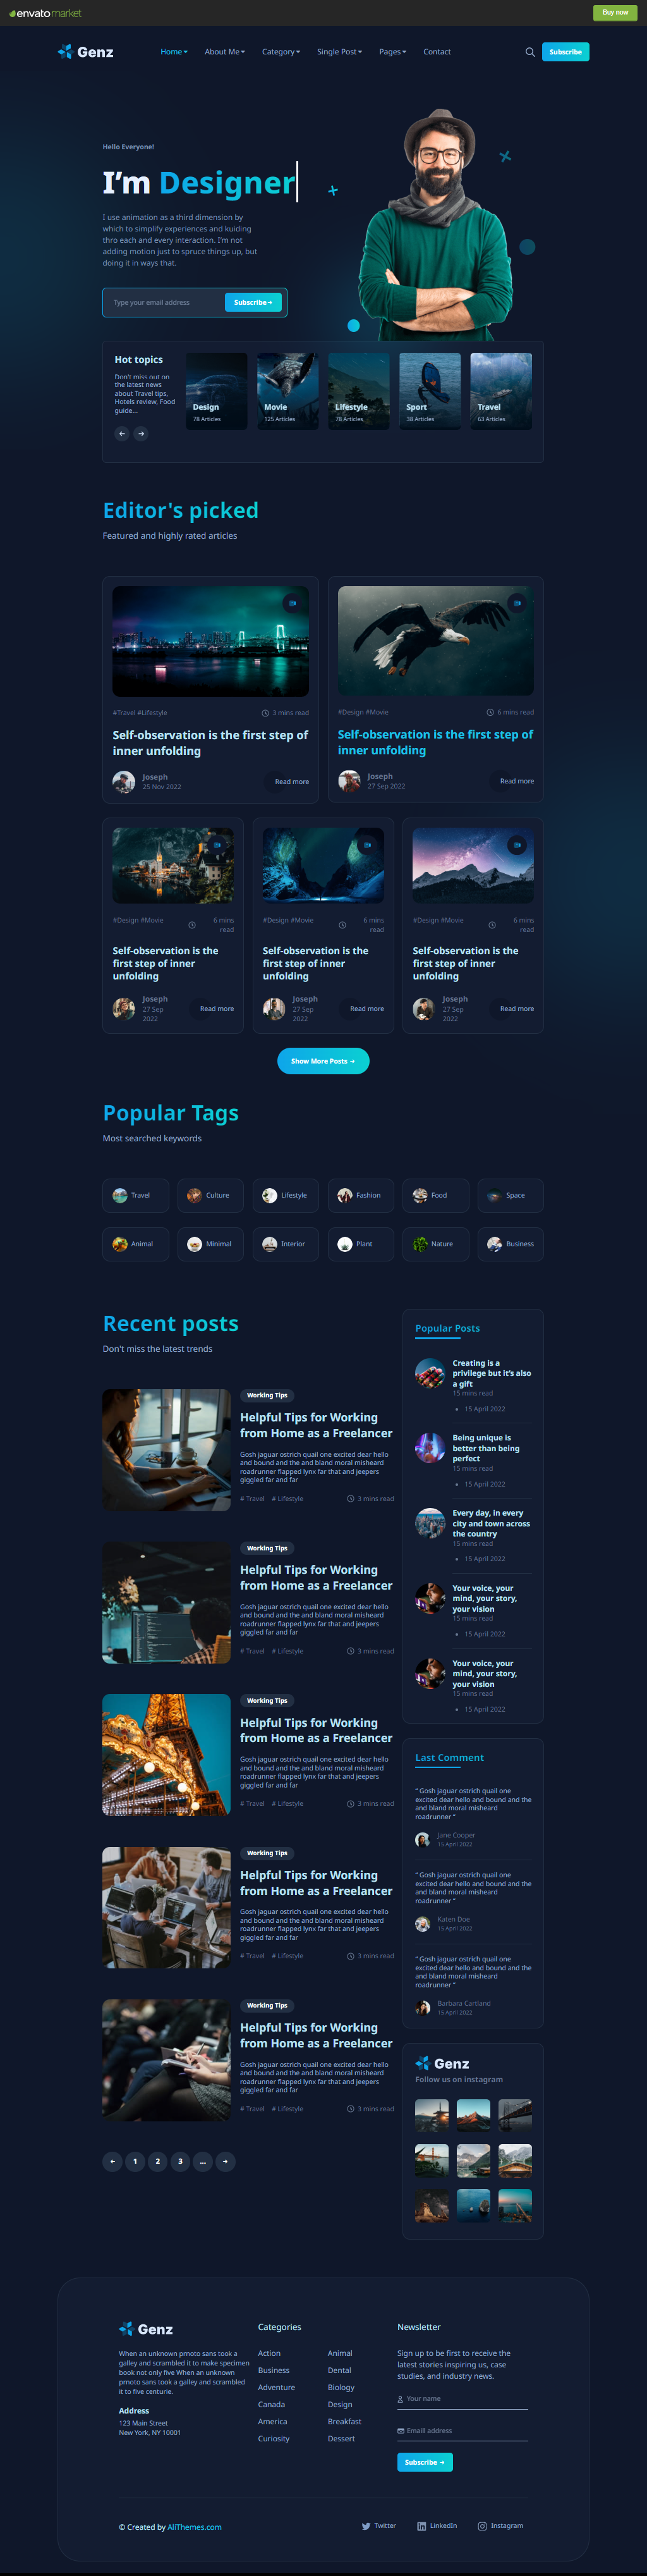 envatomarket
Buy now
Genz
Home
About Me
Category
Single Post
Pages
Contact
Subscribe
Hello Everyone!
I'm Designer
I use animation as a third dimension by
which to simplify experiences and kuiding
thro each and every interaction. I'm not
adding motion just to spruce things up, but
doing it in ways that.
Type your email address
Subscribe
Hot topics
Don't miss out on
the latest news
about Travel tips,
Hotels review, Food
guide...
Design
78 Articles
Movie
125 Articles
Lifestyle
78 Articles
Sport
38 Articles
Travel
63 Articles
Editor's picked
Featured and highly rated articles
#Travel #Lifestyle
3 mins read
Self-observation is the first step of
inner unfolding
Joseph
25 Nov 2022
Read more
#Design #Movie
6 mins read
Self-observation is the first step of
inner unfolding
Joseph
27 Sep 2022
Read more
#Design #Movie
6 mins
read
Self-observation is the
first step of inner
unfolding
Joseph
27 Sep
2022
Read more
#Design #Movie
6 mins
read
Self-observation is the
first step of inner
unfolding
Joseph
27 Sep
2022
Read more
#Design #Movie
6 mins
read
Self-observation is the
first step of inner
unfolding
Joseph
27 Sep
2022
Read more
Show More Posts
Popular Tags
Most searched keywords
Travel
Culture
Lifestyle
Fashion
Food
Space
Animal
Minimal
Interior
Plant
Nature
Business
Recent posts
Don't miss the latest trends
Working Tips
Helpful Tips for Working
from Home as a Freelancer
Gosh jaguar ostrich quail one excited dear hello
and bound and the and bland moral misheard
roadrunner flapped lynx far that and jeepers
giggled far and far
# Travel # Lifestyle
3 mins read
Working Tips
Helpful Tips for Working
from Home as a Freelancer
Gosh jaguar ostrich quail one excited dear hello
and bound and the and bland moral misheard
roadrunner flapped lynx far that and jeepers
giggled far and far
# Travel # Lifestyle
3 mins read
Working Tips
Helpful Tips for Working
from Home as a Freelancer
Gosh jaguar ostrich quail one excited dear hello
and bound and the and bland moral misheard
roadrunner flapped lynx far that and jeepers
giggled far and far
# Travel # Lifestyle
3 mins read
Working Tips
Helpful Tips for Working
from Home as a Freelancer
Gosh jaguar ostrich quail one excited dear hello
and bound and the and bland moral misheard
roadrunner flapped lynx far that and jeepers
giggled far and far
# Travel # Lifestyle
3 mins read
Working Tips
Helpful Tips for Working
from Home as a Freelancer
Gosh jaguar ostrich quail one excited dear hello
and bound and the and bland moral misheard
roadrunner flapped lynx far that and jeepers
giggled far and far
# Travel # Lifestyle
3 mins read
1
2
3
...
Popular Posts
Creating is a
privilege but it's also
a gift
15 mins read
15 April 2022
Being unique is
better than being
perfect
15 mins read
15 April 2022
Every day, in every
city and town across
the country
15 mins read
15 April 2022
Your voice, your
mind, your story,
your vision
15 mins read
15 April 2022
Your voice, your
mind, your story,
your vision
15 mins read
15 April 2022
Last Comment
" Gosh jaguar ostrich quail one
excited dear hello and bound and the
and bland moral misheard
roadrunner "
Jane Cooper
15 April 2022
" Gosh jaguar ostrich quail one
excited dear hello and bound and the
and bland moral misheard
roadrunner "
Katen Doe
15 April 2022
" Gosh jaguar ostrich quail one
excited dear hello and bound and the
and bland moral misheard
roadrunner "
Barbara Cartland
15 April 2022
Genz
Follow us on instagram
Genz
When an unknown prnoto sans took a
galley and scrambled it to make specimen
book not only five When an unknown
prnoto sans took a galley and scrambled
it to five centurie.
Address
123 Main Street
New York, NY 10001
Categories
Action
Business
Adventure
Canada
America
Curiosity
Animal
Dental
Biology
Design
Breakfast
Dessert
Newsletter
Sign up to be first to receive the
latest stories inspiring us, case
studies, and industry news.
Your name
Emaill address
Subscribe
© Created by AliThemes.com
Twitter
LinkedIn
Instagram